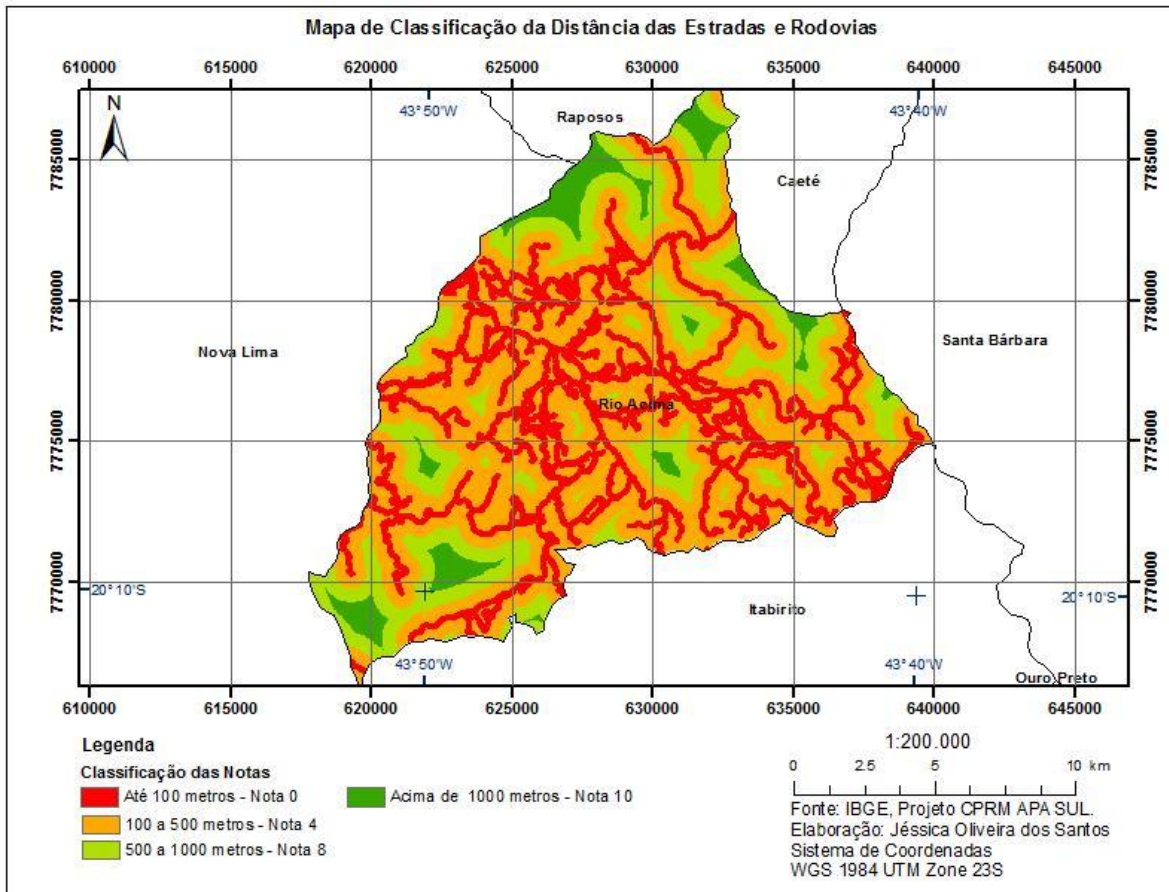 Mapa de Classificação da Distância das Estradas e Rodovias
610000 615000 620000 625000 630000 635000 640000 645000
N
43°50'W 43°40'W
Raposos
7785000 7785000
Caeté
7780000 7780000
Nova Lima
Santa Bárbara
Rio Acima
7775000 7775000
7770000 7770000
20°10'S 20°10'S
Itabirito
43°50'W 43°40'W
Ouro Preto
610000 615000 620000 625000 630000 635000 640000 645000
Legenda
Classificação das Notas
Até 100 metros - Nota 0
Acima de 1000 metros - Nota 10
100 a 500 metros - Nota 4
500 a 1000 metros - Nota 8
1:200.000
0 2.5 5 10 km
Fonte: IBGE, Projeto CPRM APA SUL.
Elaboração: Jéssica Oliveira dos Santos
Sistema de Coordenadas
WGS 1984 UTM Zone 23S